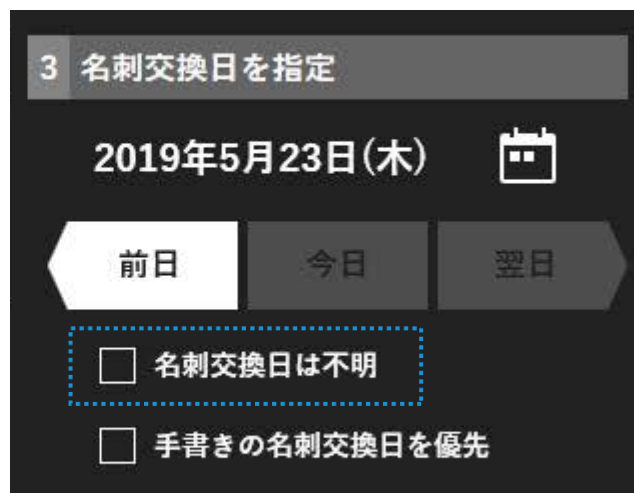 3 名刺交換日を指定
2019年5月23日(木)
前日 今日 翌日
名刺交換日は不明
手書きの名刺交換日を優先